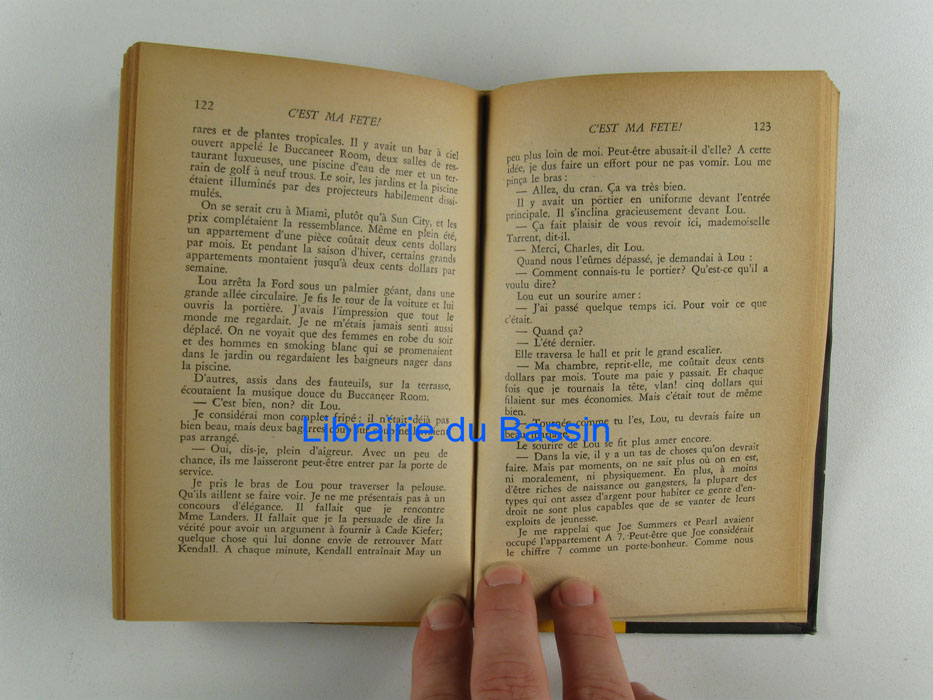 122
C'EST MA FETE!
rares et de plantes tropicales. Il y avait un bar à ciel
ouvert appelé le Buccaneer Room, deux salles de res-
taurant luxueuses, une piscine d'eau de mer et un ter-
rain de golf à neuf trous. Le soir, les jardins et la piscine
étaient illuminés par des projecteurs habilement dissi-
mulés.
On se serait cru à Miami, plutôt qu'à Sun City, et les
prix complétaient la ressemblance. Même en plein été,
un appartement d'une pièce coûtait deux cents dollars
par mois. Et pendant la saison d'hiver, certains grands
appartements montaient jusqu'à deux cents dollars par
semaine.
Lou arrêta la Ford sous un palmier géant, dans une
grande allée circulaire. Je fis le tour de la voiture et lui
ouvris la portière. J'avais l'impression que tout le
monde me regardait. Je ne m'étais jamais senti aussi
déplacé. On ne voyait que des femmes en robe du soir
et des hommes en smoking blanc qui se promenaient
dans le jardin ou regardaient les baigneurs nager dans
la piscine.
D'autres, assis dans des fauteuils, sur la terrasse,
écoutaient la musique douce du Buccaneer Room.
— C'est bien, non? dit Lou.
Je considérai mon complet fripé : il n'était déjà pas
bien beau, mais deux bagarres coup sur coup ne l'avaient
pas arrangé.
— Oui, dis-je, plein d'aigreur. Avec un peu de
chance, ils me laisseront peut-être entrer par la porte de
service.
Je pris le bras de Lou pour traverser la pelouse.
Qu'ils aillent se faire voir. Je ne me présentais pas à un
concours d'élégance. Il fallait que je rencontre
Mme Landers. Il fallait que je la persuade de dire la
vérité pour avoir un argument à fournir à Cade Kiefer;
quelque chose qui lui donne envie de retrouver Matt
Kendall. A chaque minute, Kendall entraînait May un
C'EST MA FETE!
123
peu plus loin de moi. Peut-être abusait-il d'elle? A cette
idée, je dus faire un effort pour ne pas vomir. Lou me
pinça le bras :
— Allez, du cran. Ça va très bien.
Il y avait un portier en uniforme devant l'entrée
principale. Il s'inclina gracieusement devant Lou.
— Ça fait plaisir de vous revoir ici, mademoiselle
Tarrent, dit-il.
— Merci, Charles, dit Lou.
Quand nous l'eûmes dépassé, je demandai à Lou :
— Comment connais-tu le portier? Qu'est-ce qu'il a
voulu dire?
Lou eut un sourire amer :
— J'ai passé quelque temps ici. Pour voir ce que
c'était.
— Quand ça?
— L'été dernier.
Elle traversa le hall et prit le grand escalier.
— Ma chambre, reprit-elle, me coûtait deux cents
dollars par mois. Toute ma paie y passait. Et chaque
fois que je tournais la tête, vlan! cinq dollars qui
filaient sur mes économies. Mais c'était tout de même
bien.
— Tournée comme tu l'es, Lou, tu devrais faire un
beau mariage.
Le sourire de Lou se fit plus amer encore.
— Dans la vie, il y a un tas de choses qu'on devrait
faire. Mais par moments, on ne sait plus où on en est,
ni moralement, ni physiquement. En plus, à moins
d'être riches de naissance ou gangsters, la plupart des
types qui ont assez d'argent pour habiter ce genre d'en-
droit ne sont plus capables que de se vanter de leurs
exploits de jeunesse.
Je me rappelai que Joe Summers et Pearl avaient
occupé l'appartement A 7. Peut-être que Joe considérait
le chiffre 7 comme un porte-bonheur. Comme nous
Librairie du Bassin